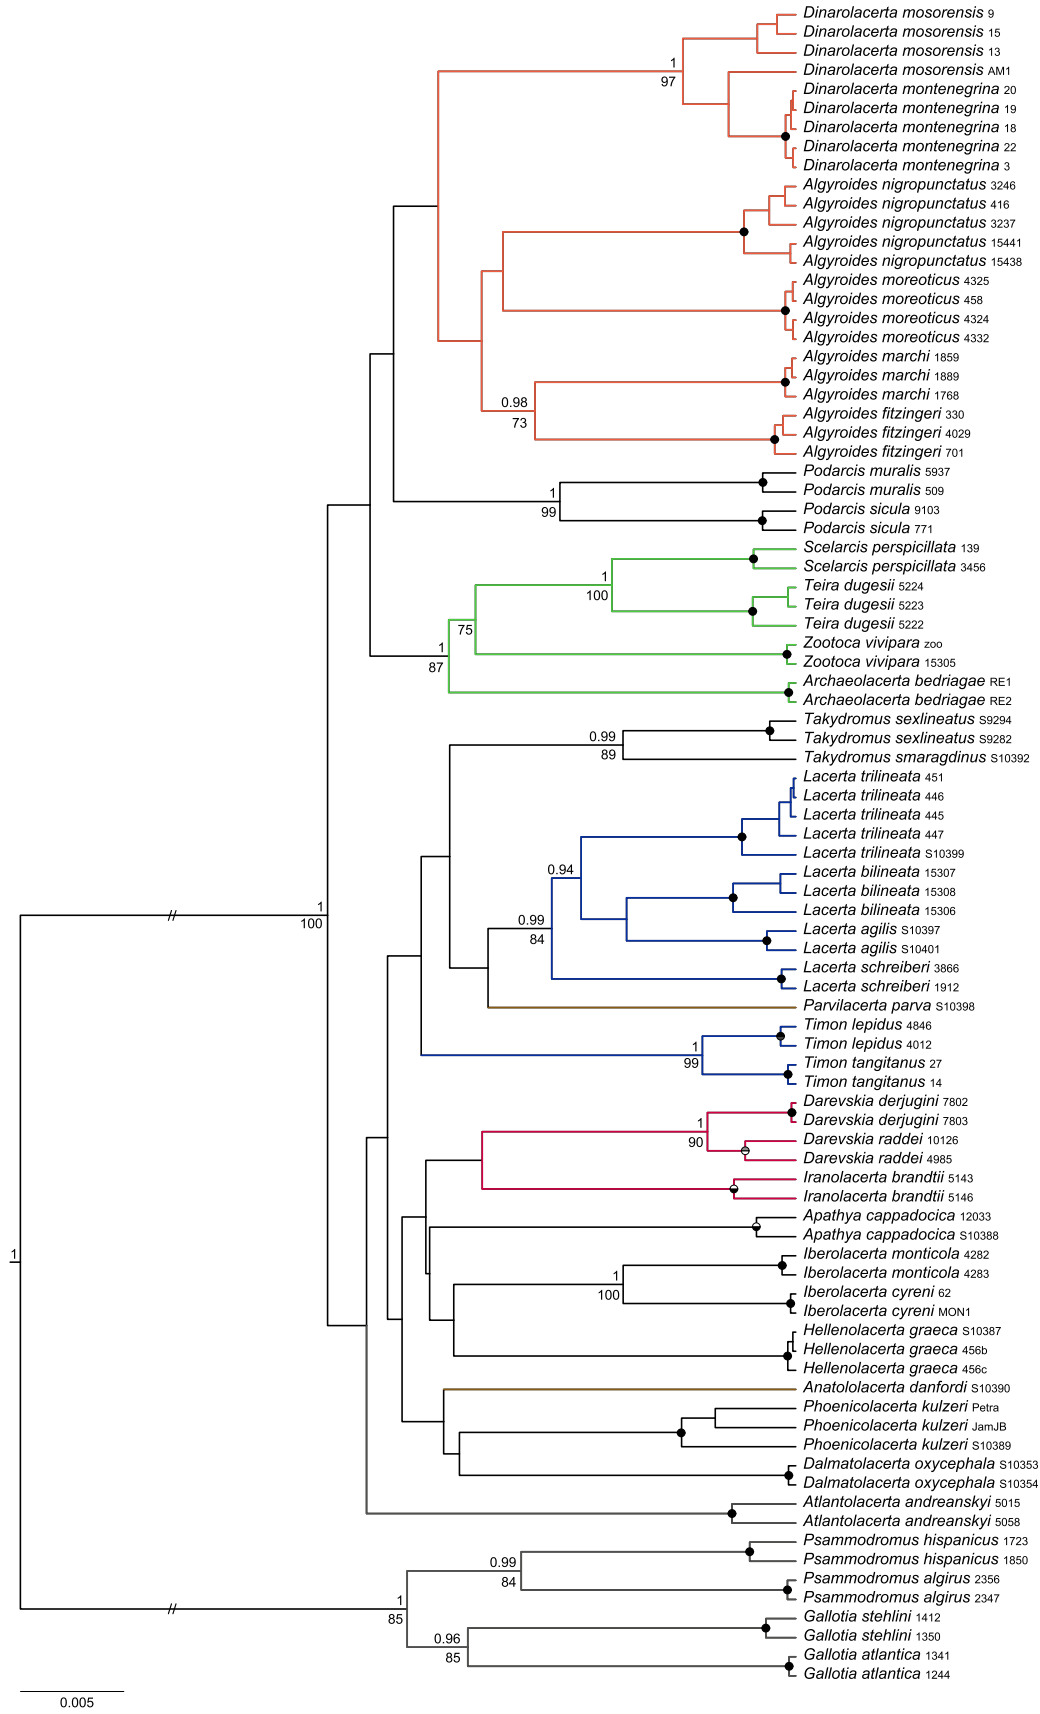 Dinarolacerta mosorensis 9
Dinarolacerta mosorensis 15
Dinarolacerta mosorensis 13
1
Dinarolacerta mosorensis AM1
97
Dinarolacerta montenegrina 20
Dinarolacerta montenegrina 19
Dinarolacerta montenegrina 18
Dinarolacerta montenegrina 22
Dinarolacerta montenegrina 3
Algyroides nigropunctatus 3246
Algyroides nigropunctatus 416
Algyroides nigropunctatus 3237
Algyroides nigropunctatus 15441
Algyroides nigropunctatus 15438
Algyroides moreoticus 4325
Algyroides moreoticus 458
Algyroides moreoticus 4324
Algyroides moreoticus 4332
Algyroides marchi 1859
Algyroides marchi 1889
Algyroides marchi 1768
0.98
Algyroides fitzingeri 330
73
Algyroides fitzingeri 4029
Algyroides fitzingeri 701
Podarcis muralis 5937
Podarcis muralis 509
1
99
Podarcis sicula 9103
Podarcis sicula 771
Scelarcis perspicillata 139
Scelarcis perspicillata 3456
1
100
Teira dugesii 5224
Teira dugesii 5223
Teira dugesii 5222
75
Zootoca vivipara zoo
1
87
Zootoca vivipara 15305
Archaeolacerta bedriagae RE1
Archaeolacerta bedriagae RE2
Takydromus sexlineatus S9294
Takydromus sexlineatus S9282
0.99
89
Takydromus smaragdinus S10392
Lacerta trilineata 451
Lacerta trilineata 446
Lacerta trilineata 445
Lacerta trilineata 447
Lacerta trilineata S10399
0.94
Lacerta bilineata 15307
Lacerta bilineata 15308
Lacerta bilineata 15306
1
100
0.99
84
Lacerta agilis S10397
Lacerta agilis S10401
Lacerta schreiberi 3866
Lacerta schreiberi 1912
Parvilacerta parva S10398
Timon lepidus 4846
Timon lepidus 4012
1
99
Timon tangitanus 27
Timon tangitanus 14
Darevskia derjugini 7802
Darevskia derjugini 7803
1
90
Darevskia raddei 10126
Darevskia raddei 4985
Iranolacerta brandtii 5143
Iranolacerta brandtii 5146
Apathya cappadocica 12033
Apathya cappadocica S10388
1
Iberolacerta monticola 4282
Iberolacerta monticola 4283
1
100
Iberolacerta cyreni 62
Iberolacerta cyreni MON1
Hellenolacerta graeca S10387
Hellenolacerta graeca 456b
Hellenolacerta graeca 456c
Anatololacerta danfordi S10390
Phoenicolacerta kulzeri Petra
Phoenicolacerta kulzeri JamJB
Phoenicolacerta kulzeri S10389
Dalmatolacerta oxycephala S10353
Dalmatolacerta oxycephala S10354
Atlantolacerta andreanskyi 5015
Atlantolacerta andreanskyi 5058
Psammodromus hispanicus 1723
Psammodromus hispanicus 1850
0.99
84
Psammodromus algirus 2356
Psammodromus algirus 2347
1
85
Gallotia stehlini 1412
Gallotia stehlini 1350
0.96
85
Gallotia atlantica 1341
Gallotia atlantica 1244
0.005